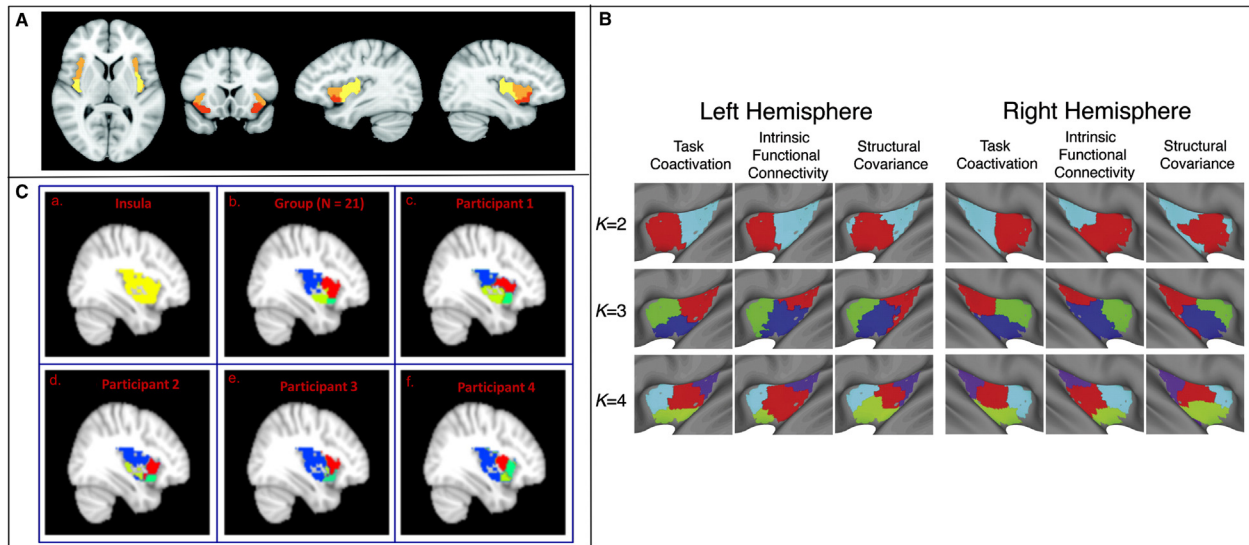 A
B
Left Hemisphere
Right Hemisphere
Task
Coactivation
Intrinsic
Functional
Connectivity
Structural
Covariance
Task
Coactivation
Intrinsic
Functional
Connectivity
Structural
Covariance
K=2
K=3
K=4
C
a.
Insula
b.
Group (N = 21)
c.
Participant 1
d.
Participant 2
e.
Participant 3
f.
Participant 4